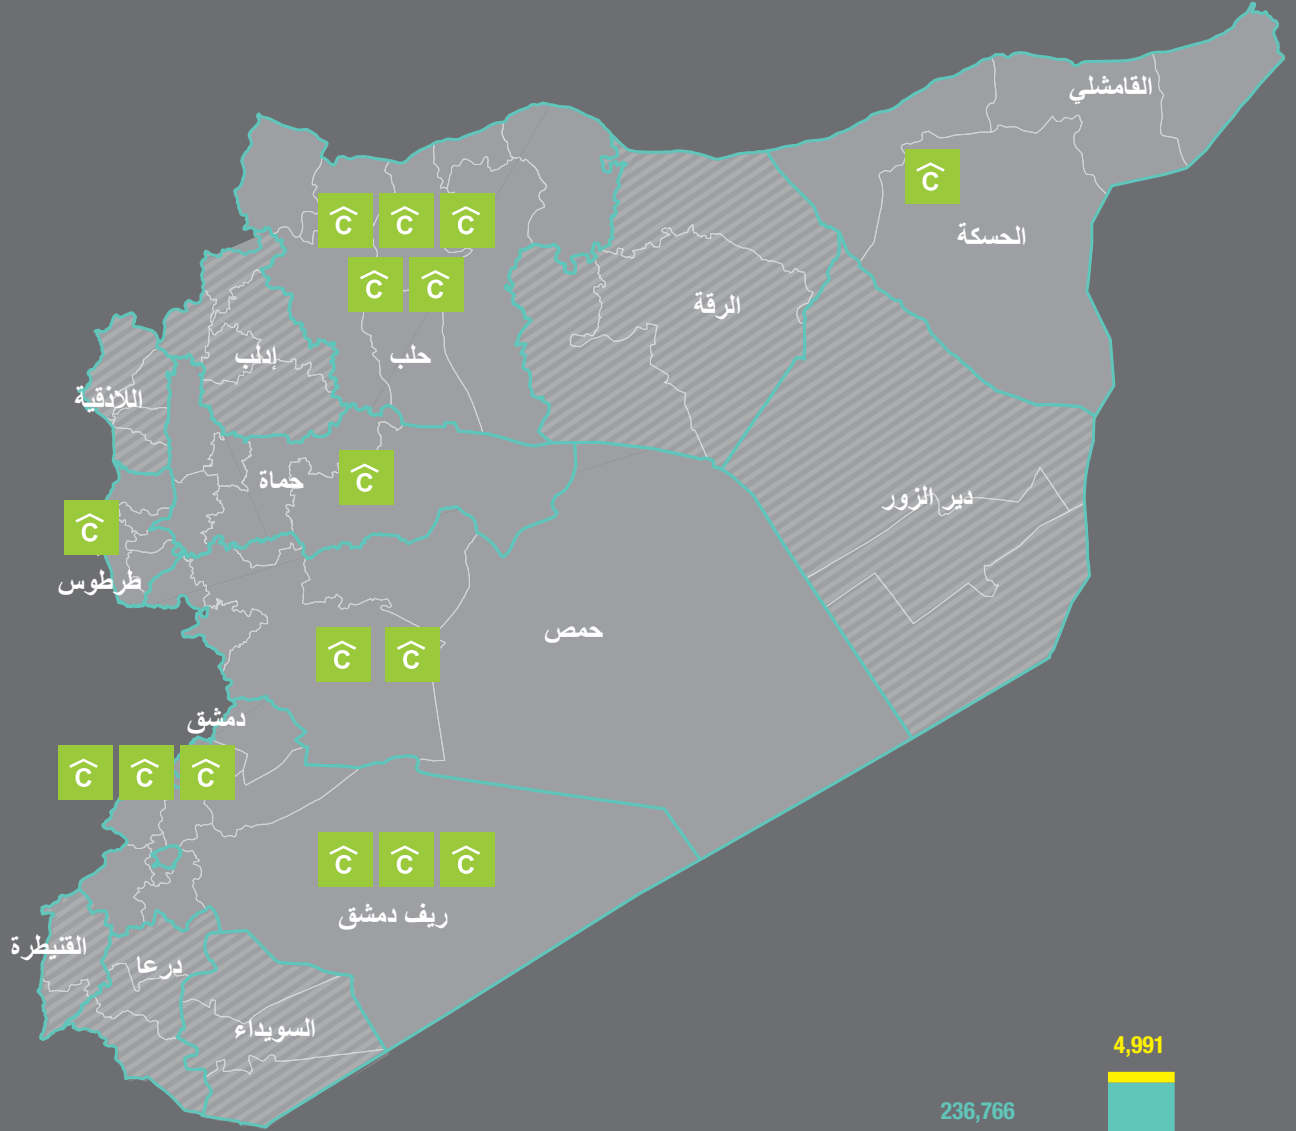 القامشلي
C
الحسكة
C C C
C C
الرقة
حلب
إدلب
اللاذقية
C
حماة
دير الزور
C
طرطوس
حمص
C C
دمشق
C C C
C C C
ريف دمشق
القنيطرة
درعا
السويداء
4,991
236,766